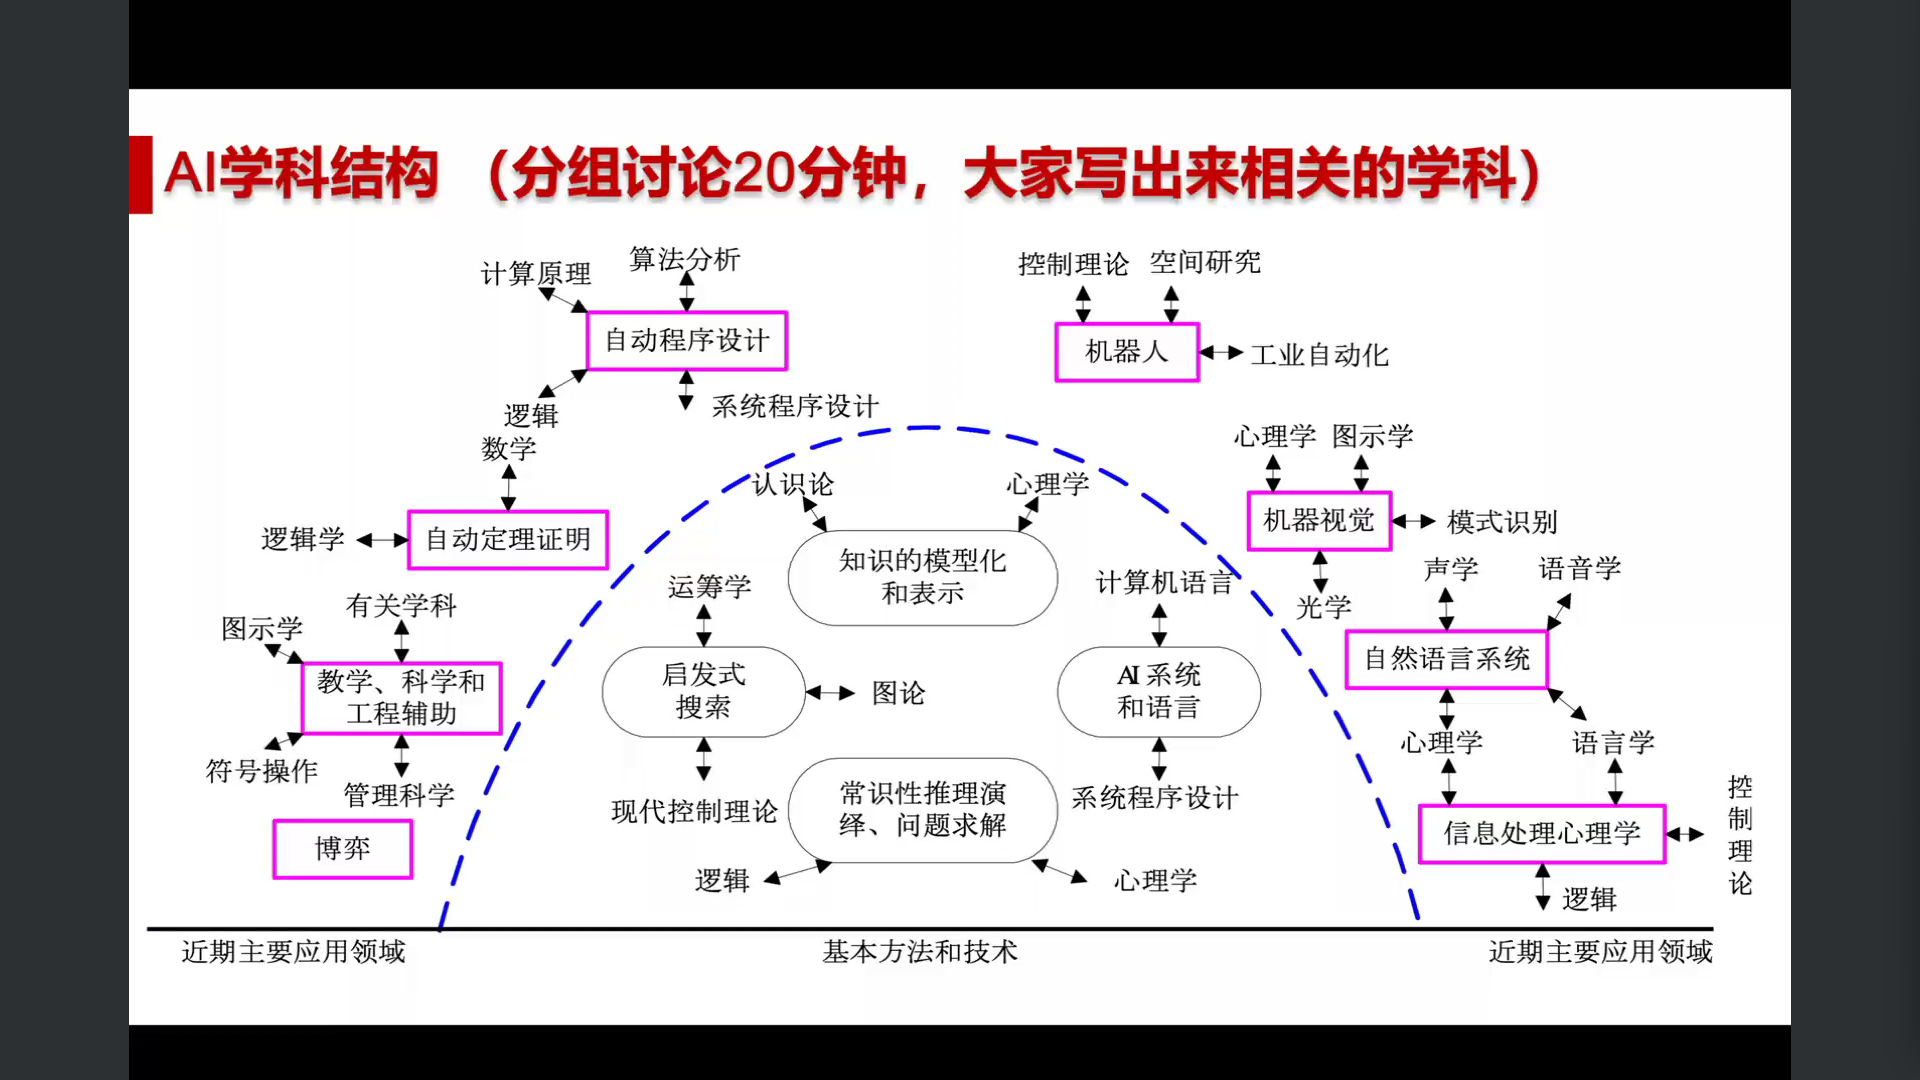 AI学科结构 （分组讨论20分钟，大家写出来相关的学科）
计算原理
算法分析
自动程序设计
逻辑
系统程序设计
控制理论
空间研究
机器人
工业自动化
数学
逻辑学
自动定理证明
心理学
图示学
机器视觉
模式识别
光学
有关学科
图示学
教学、科学和
工程辅助
符号操作
管理科学
博弈
认识论
心理学
知识的模型化
和表示
运筹学
启发式
搜索
图论
现代控制理论
计算机语言
AI 系统
和语言
系统程序设计
常识性推理演
绎、问题求解
逻辑
心理学
声学
语音学
自然语言系统
心理学
语言学
信息处理心理学
控
制
理
论
逻辑
近期主要应用领域
基本方法和技术
近期主要应用领域